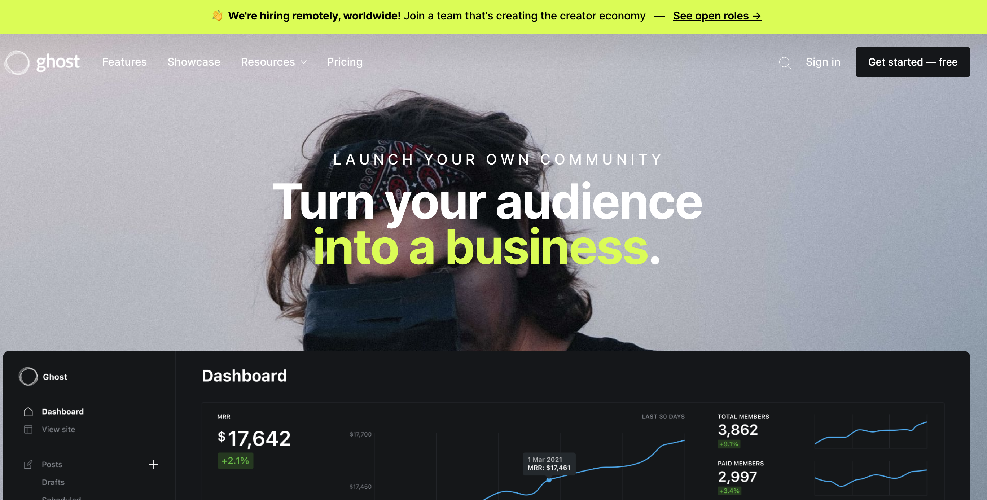 👋 We're hiring remotely, worldwide! Join a team that's creating the creator economy — See open roles →
ghost Features Showcase Resources Pricing Sign in Get started — free
LAUNCH YOUR OWN COMMUNITY
Turn your audience
into a business.
Ghost
Dashboard
View site
Posts
Drafts
Scheduled
Dashboard
MRR
$17,642
+2.1%
LAST 30 DAYS
$17,700
1 Mar 2021
MRR: $17,461
$17,460
TOTAL MEMBERS
3,862
+9.1%
PAID MEMBERS
2,997
+2.4%